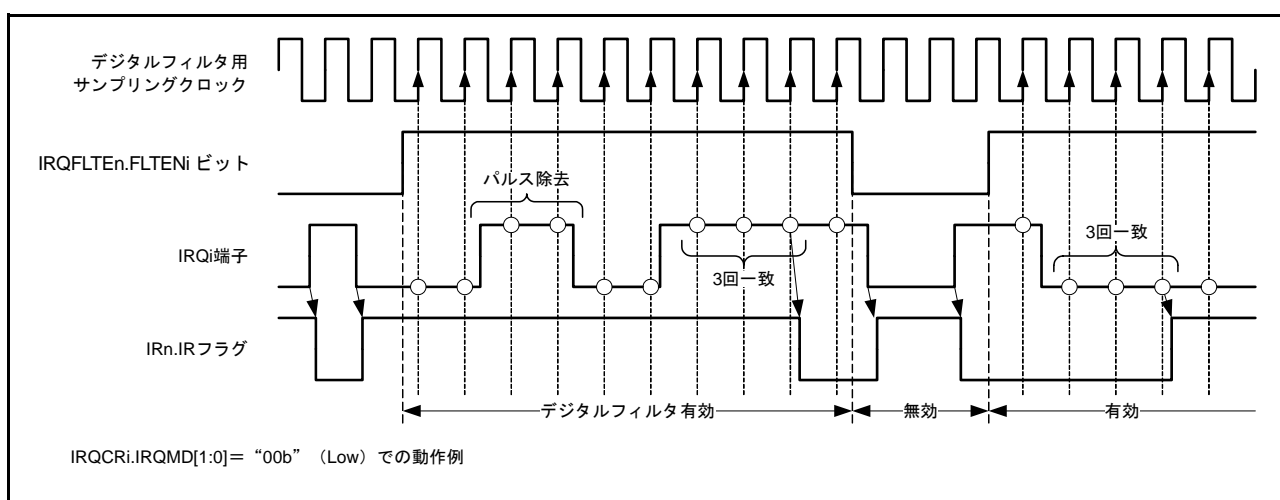 デジタルフィルタ用
サンプリングクロック
IRQFLTEn.FLTENi ビット
パルス除去
IRQi端子
3回一致
3回一致
IRn.IRフラグ
デジタルフィルタ有効
無効
有効
IRQCRi.IRQMD[1:0]＝ “00b” （Low）での動作例